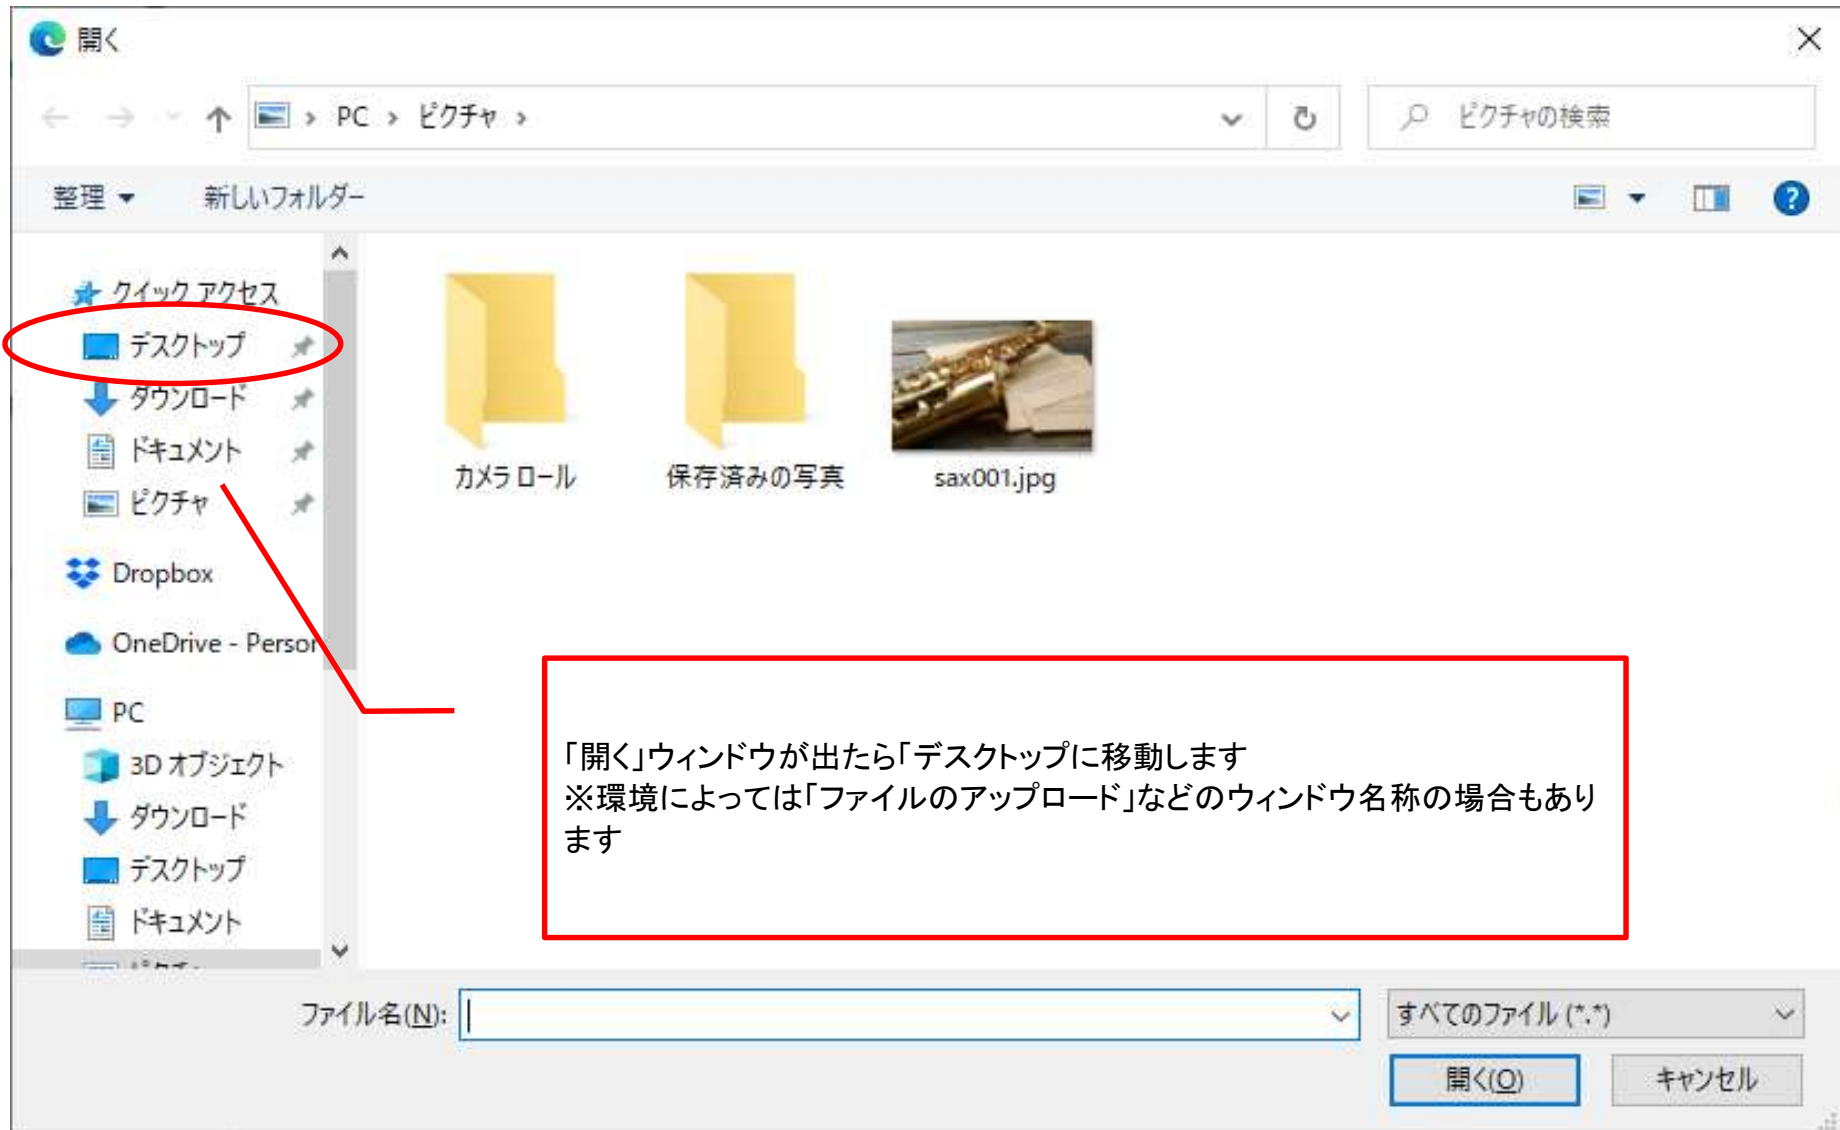 開く
PC > ピクチャ >
ピクチャの検索
整理
新しいフォルダー
クイック アクセス
デスクトップ
ダウンロード
ドキュメント
ピクチャ
Dropbox
OneDrive - Person
PC
3D オブジェクト
ダウンロード
デスクトップ
ドキュメント
カメラ ロール
保存済みの写真
sax001.jpg
「開く」ウィンドウが出たら「デスクトップに移動します
※環境によっては「ファイルのアップロード」などのウィンドウ名称の場合もあり
ます
ファイル名(N):
すべてのファイル (*.*)
開く(O)
キャンセル